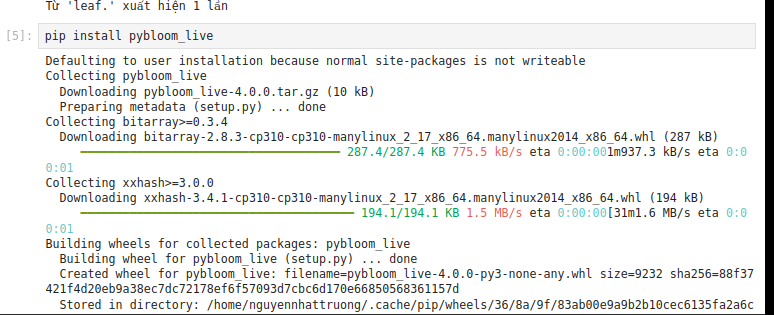 Từ 'leaf.' xuất hiện 1 lần
[5]: pip install pybloom_live
Defaulting to user installation because normal site-packages is not writeable
Collecting pybloom_live
Downloading pybloom_live-4.0.0.tar.gz (10 kB)
Preparing metadata (setup.py) ... done
Collecting bitarray>=0.3.4
Downloading bitarray-2.8.3-cp310-cp310-manylinux_2_17_x86_64.manylinux2014_x86_64.whl (287 kB)
287.4/287.4 KB 775.5 kB/s eta 0:00:001m937.3 kB/s eta 0:0
0:01
Collecting xxhash>=3.0.0
Downloading xxhash-3.4.1-cp310-cp310-manylinux_2_17_x86_64.manylinux2014_x86_64.whl (194 kB)
194.1/194.1 KB 1.5 MB/s eta 0:00:00[31m1.6 MB/s eta 0:0
0:01
Building wheels for collected packages: pybloom_live
Building wheel for pybloom_live (setup.py) ... done
Created wheel for pybloom_live: filename=pybloom_live-4.0.0-py3-none-any.whl size=9232 sha256=88f37
421f4d20eb9a38ec7dc72178ef6f57093d7cbc6d170e66850568361157d
Stored in directory: /home/nguyennhattruong/.cache/pip/wheels/36/8a/9f/83ab00e9a9b2b10cec6135fa2a6c